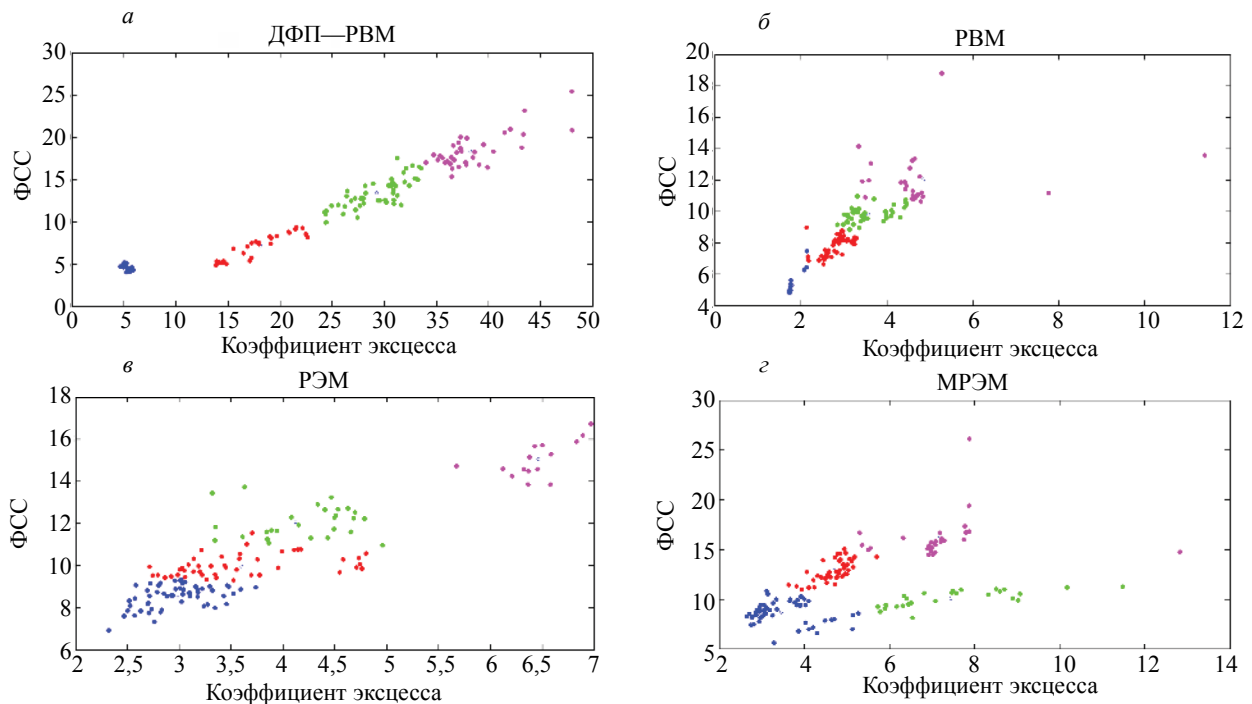 а
ДФП—РВМ
30
25
20
15
10
5
0
ФСС
0 5 10 15 20 25 30 35 40 45 50
Коэффициент эксцесса
б
РВМ
20
18
16
14
12
10
8
6
4
ФСС
0 2 4 6 8 10 12
Коэффициент эксцесса
в
РЭМ
18
16
14
12
10
8
6
ФСС
2 2,5 3 3,5 4 4,5 5 5,5 6 6,5 7
Коэффициент эксцесса
г
МРЭМ
30
25
20
15
10
5
ФСС
2 4 6 8 10 12 14
Коэффициент эксцесса